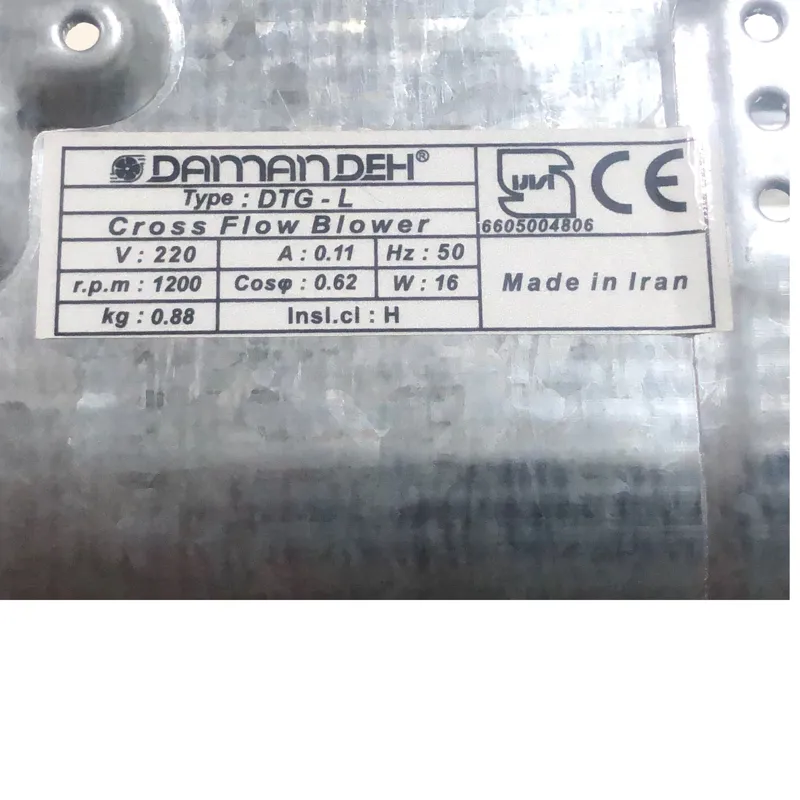 DAMANDEH®
Type : DTG - L
Cross Flow Blower
V : 220 A : 0.11 Hz : 50
r.p.m : 1200 Cosφ : 0.62 W : 16
kg : 0.88 Insl.cl : H
6605004806
CE
Made in Iran